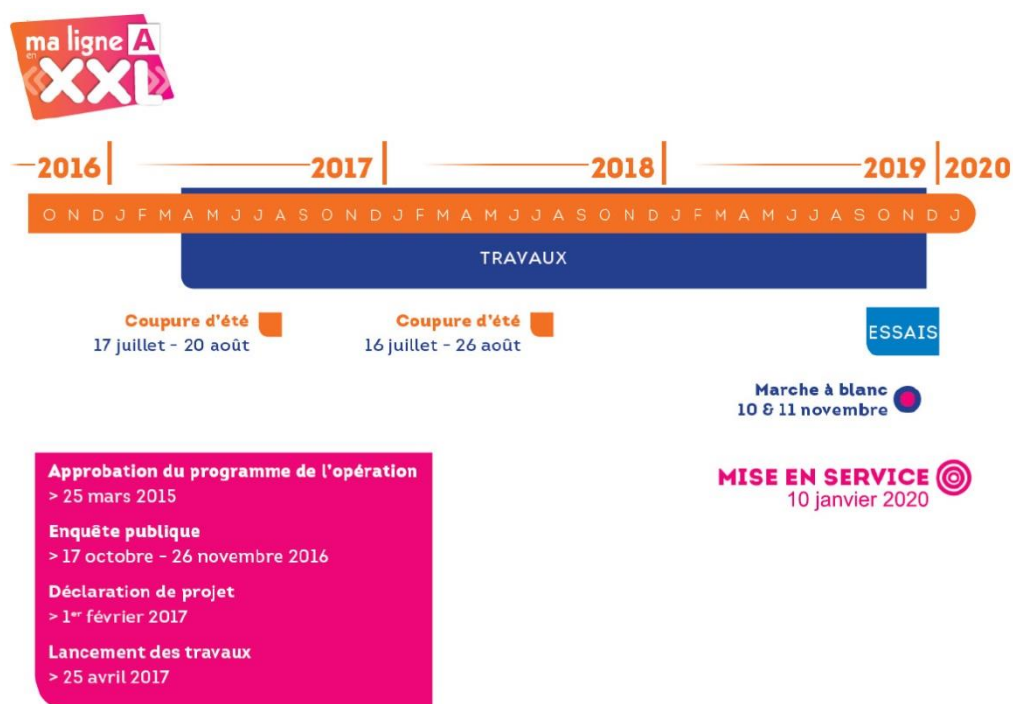 ma ligne A
en
XXL
2016 2017 2018 2019 2020
O N D J F M A M J J A S O N D J F M A M J J A S O N D J F M A M J J A S O N D J
TRAVAUX
Coupure d'été
17 juillet - 20 août
Coupure d'été
16 juillet - 26 août
ESSAIS
Marche à blanc
10 & 11 novembre
MISE EN SERVICE
10 janvier 2020
Approbation du programme de l'opération
> 25 mars 2015
Enquête publique
> 17 octobre - 26 novembre 2016
Déclaration de projet
> 1er février 2017
Lancement des travaux
> 25 avril 2017